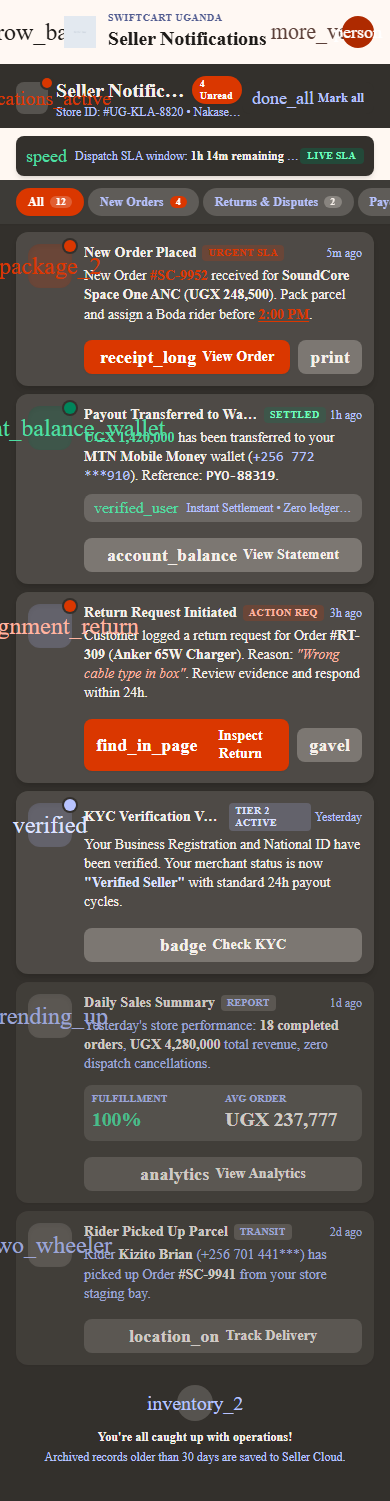 row_ba
SWIFTCART UGANDA
Seller Notifications
more_v
erso
cations_active
Seller Notific...
4 Unread
Store ID: #UG-KLA-8820 • Nakase...
done_all Mark all
speed Dispatch SLA window: 1h 14m remaining ... LIVE SLA
All 12
New Orders 4
Returns & Disputes 2
Pay
package_2
New Order Placed URGENT SLA 5m ago
New Order #SC-9952 received for SoundCore
Space One ANC (UGX 248,500). Pack parcel
and assign a Boda rider before 2:00 PM.
receipt_long View Order
print
nt_balance_wallet
Payout Transferred to Wa... SETTLED 1h ago
UGX 1,420,000 has been transferred to your
MTN Mobile Money wallet (+256 772
***910). Reference: PYO-88319.
verified_user Instant Settlement • Zero ledger...
account_balance View Statement
gnment_return
Return Request Initiated ACTION REQ 3h ago
Customer logged a return request for Order #RT-
309 (Anker 65W Charger). Reason: "Wrong
cable type in box". Review evidence and respond
within 24h.
find_in_page Inspect
Return
gavel
verified
KYC Verification V... TIER 2
ACTIVE Yesterday
Your Business Registration and National ID have
been verified. Your merchant status is now
"Verified Seller" with standard 24h payout
cycles.
badge Check KYC
rending_up
Daily Sales Summary REPORT 1d ago
Yesterday's store performance: 18 completed
orders, UGX 4,280,000 total revenue, zero
dispatch cancellations.
FULFILLMENT AVG ORDER
100% UGX 237,777
analytics View Analytics
wo_wheeler
Rider Picked Up Parcel TRANSIT 2d ago
Rider Kizito Brian (+256 701 441***) has
picked up Order #SC-9941 from your store
staging bay.
location_on Track Delivery
inventory_2
You're all caught up with operations!
Archived records older than 30 days are saved to Seller Cloud.